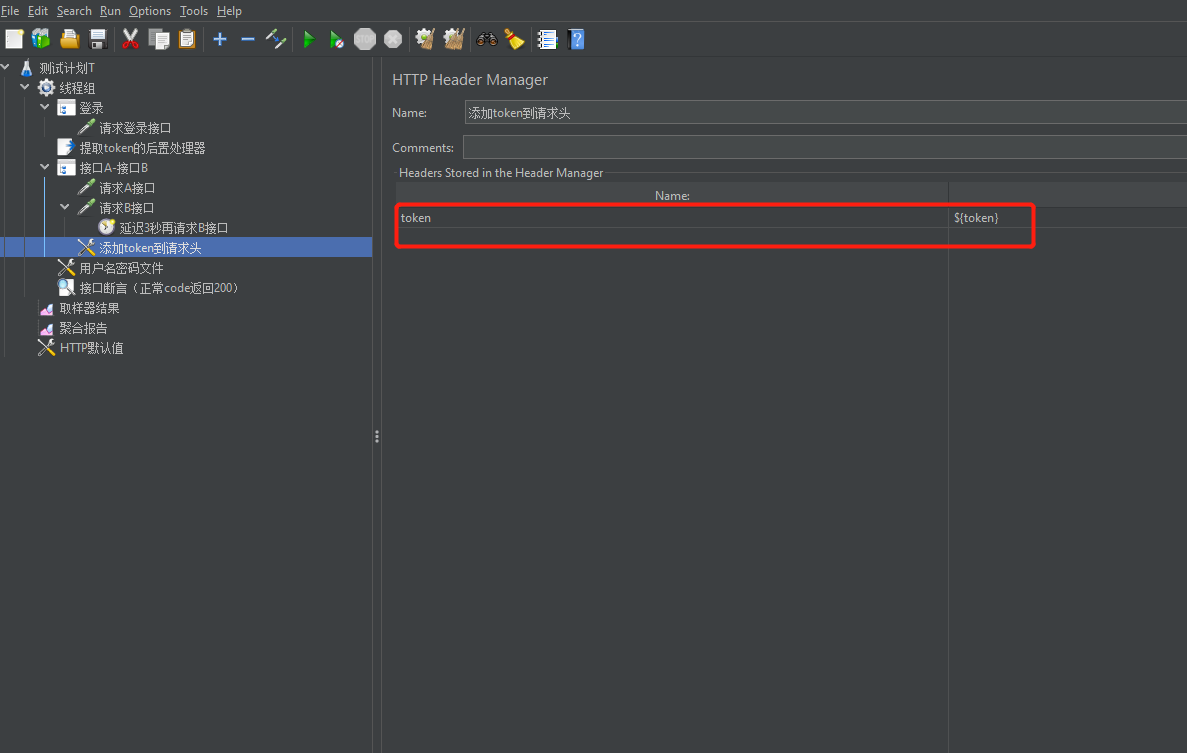 File Edit Search Run Options Tools Help
STOP
测试计划T
线程组
登录
请求登录接口
提取token的后置处理器
接口A-接口B
请求A接口
请求B接口
延迟3秒再请求B接口
添加token到请求头
用户名密码文件
接口断言（正常code返回200）
取样器结果
聚合报告
HTTP默认值
HTTP Header Manager
Name: 添加token到请求头
Comments:
Headers Stored in the Header Manager
Name:
token ${token}